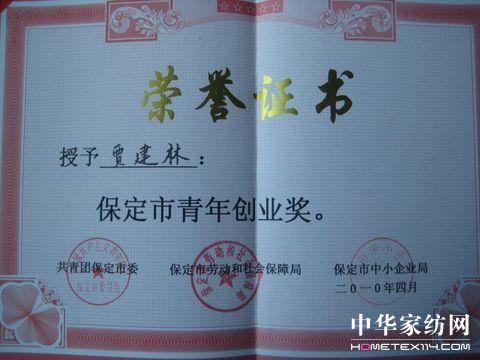 荣誉证书
授予 贾建林：
保定市青年创业奖。
共青团保定市委 保定市劳动和社会保障局 保定市中小企业局
二〇一〇年四月
中华家纺网
HOMETEX114.COM